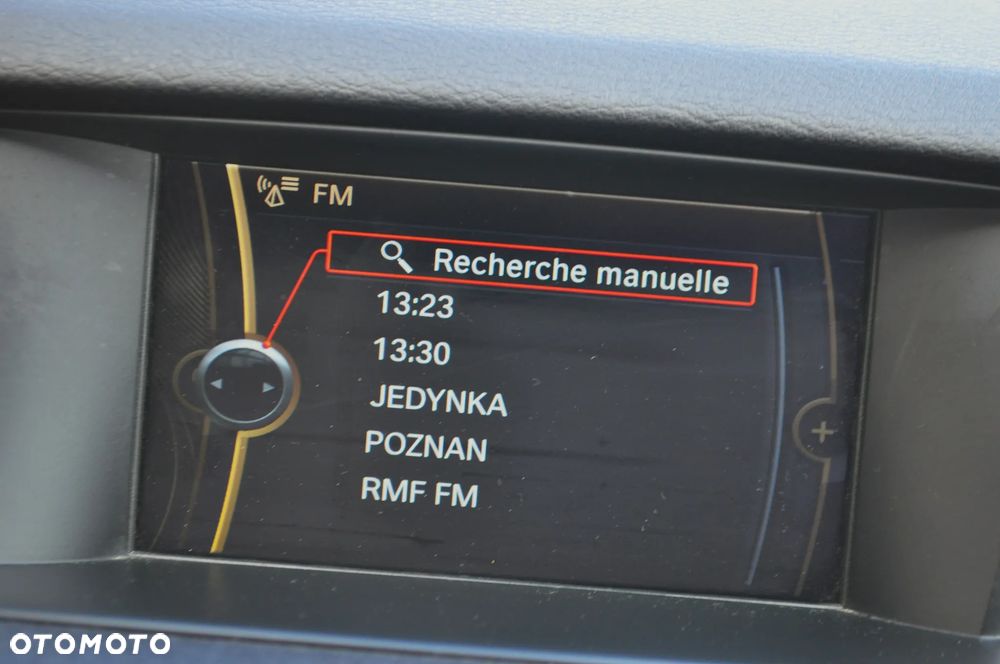 FM
Recherche manuelle
13:23
13:30
JEDYNKA
POZNAN
RMF FM
+
OTOMOTO